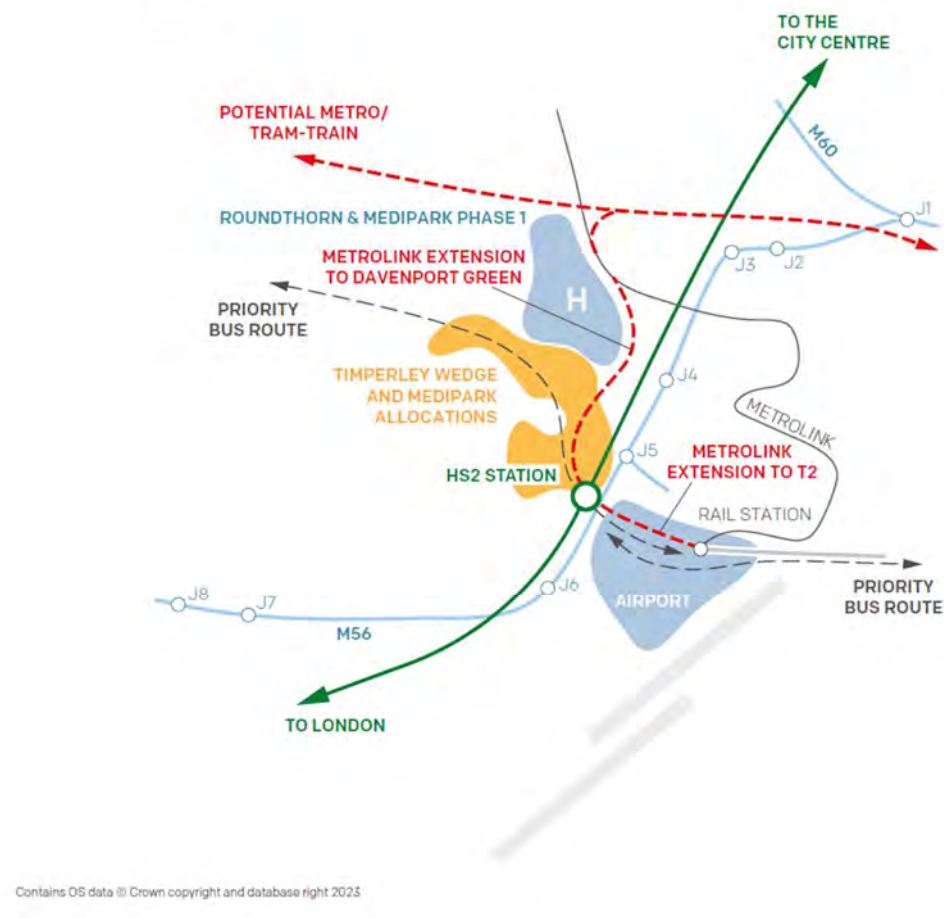 TO THE
CITY CENTRE
POTENTIAL METRO/
TRAM-TRAIN
M60
ROUNDTHORN & MEDIPARK PHASE 1
J1
METROLINK EXTENSION
TO DAVENPORT GREEN
J3
J2
H
PRIORITY
BUS ROUTE
TIMPERLEY WEDGE
AND MEDIPARK
ALLOCATIONS
J4
METROLINK
J5
METROLINK
EXTENSION TO T2
HS2 STATION
RAIL STATION
J8
J7
J6
AIRPORT
PRIORITY
BUS ROUTE
M56
TO LONDON
Contains OS data © Crown copyright and database right 2023